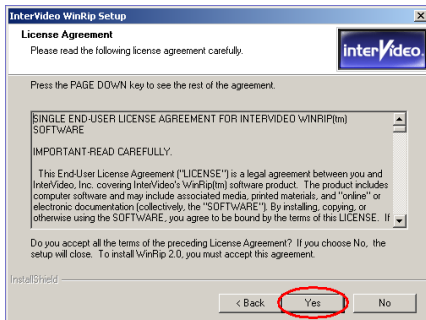 InterVideo WinRip Setup
License Agreement
Please read the following license agreement carefully.
interVideo.
Press the PAGE DOWN key to see the rest of the agreement.
SINGLE END-USER LICENSE AGREEMENT FOR INTERVIDEO WINRIP(tm)
SOFTWARE
IMPORTANT-READ CAREFULLY.
This End-User License Agreement ("LICENSE") is a legal agreement between you and
InterVideo, Inc. covering InterVideo's WinRip(tm) software product. The product includes
computer software and may include associated media, printed materials, and "online" or
electronic documentation (collectively, the "SOFTWARE"). By installing, copying, or
otherwise using the SOFTWARE, you agree to be bound by the terms of this LICENSE. If
Do you accept all the terms of the preceding License Agreement? If you choose No, the
setup will close. To install WinRip 2.0, you must accept this agreement.
InstallShield
< Back
Yes
No